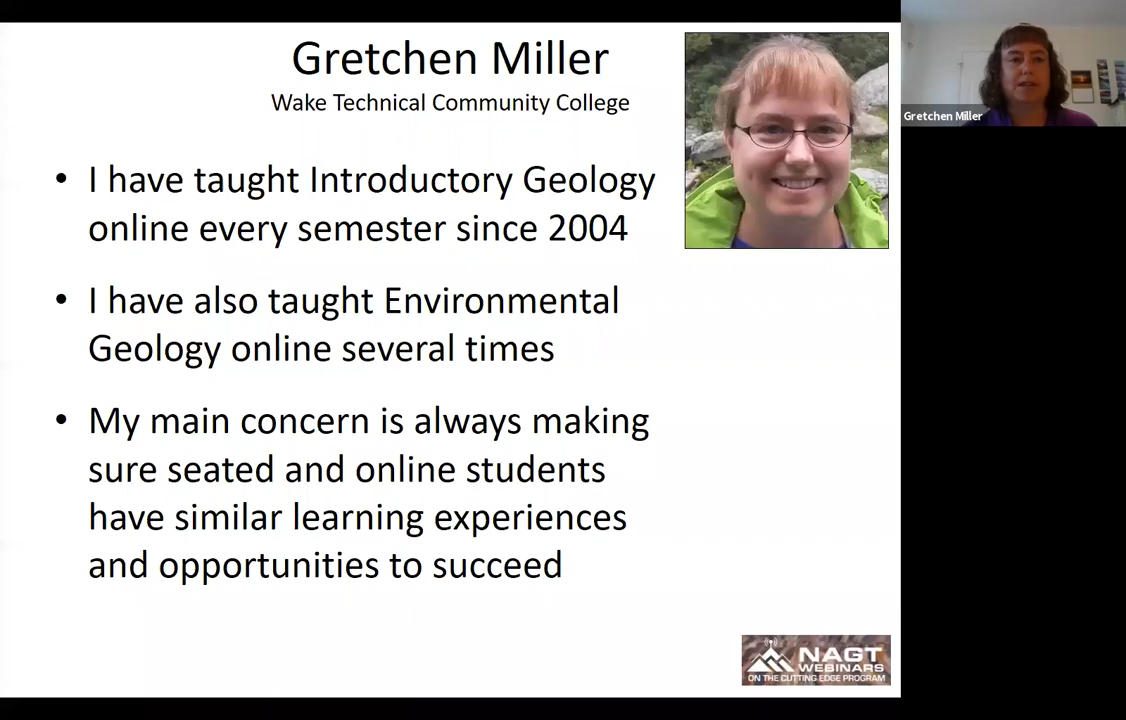 Gretchen Miller
Wake Technical Community College
• I have taught Introductory Geology
online every semester since 2004
• I have also taught Environmental
Geology online several times
• My main concern is always making
sure seated and online students
have similar learning experiences
and opportunities to succeed
NAGT
WEBINARS
ON THE CUTTING EDGE PROGRAM
Gretchen Miller